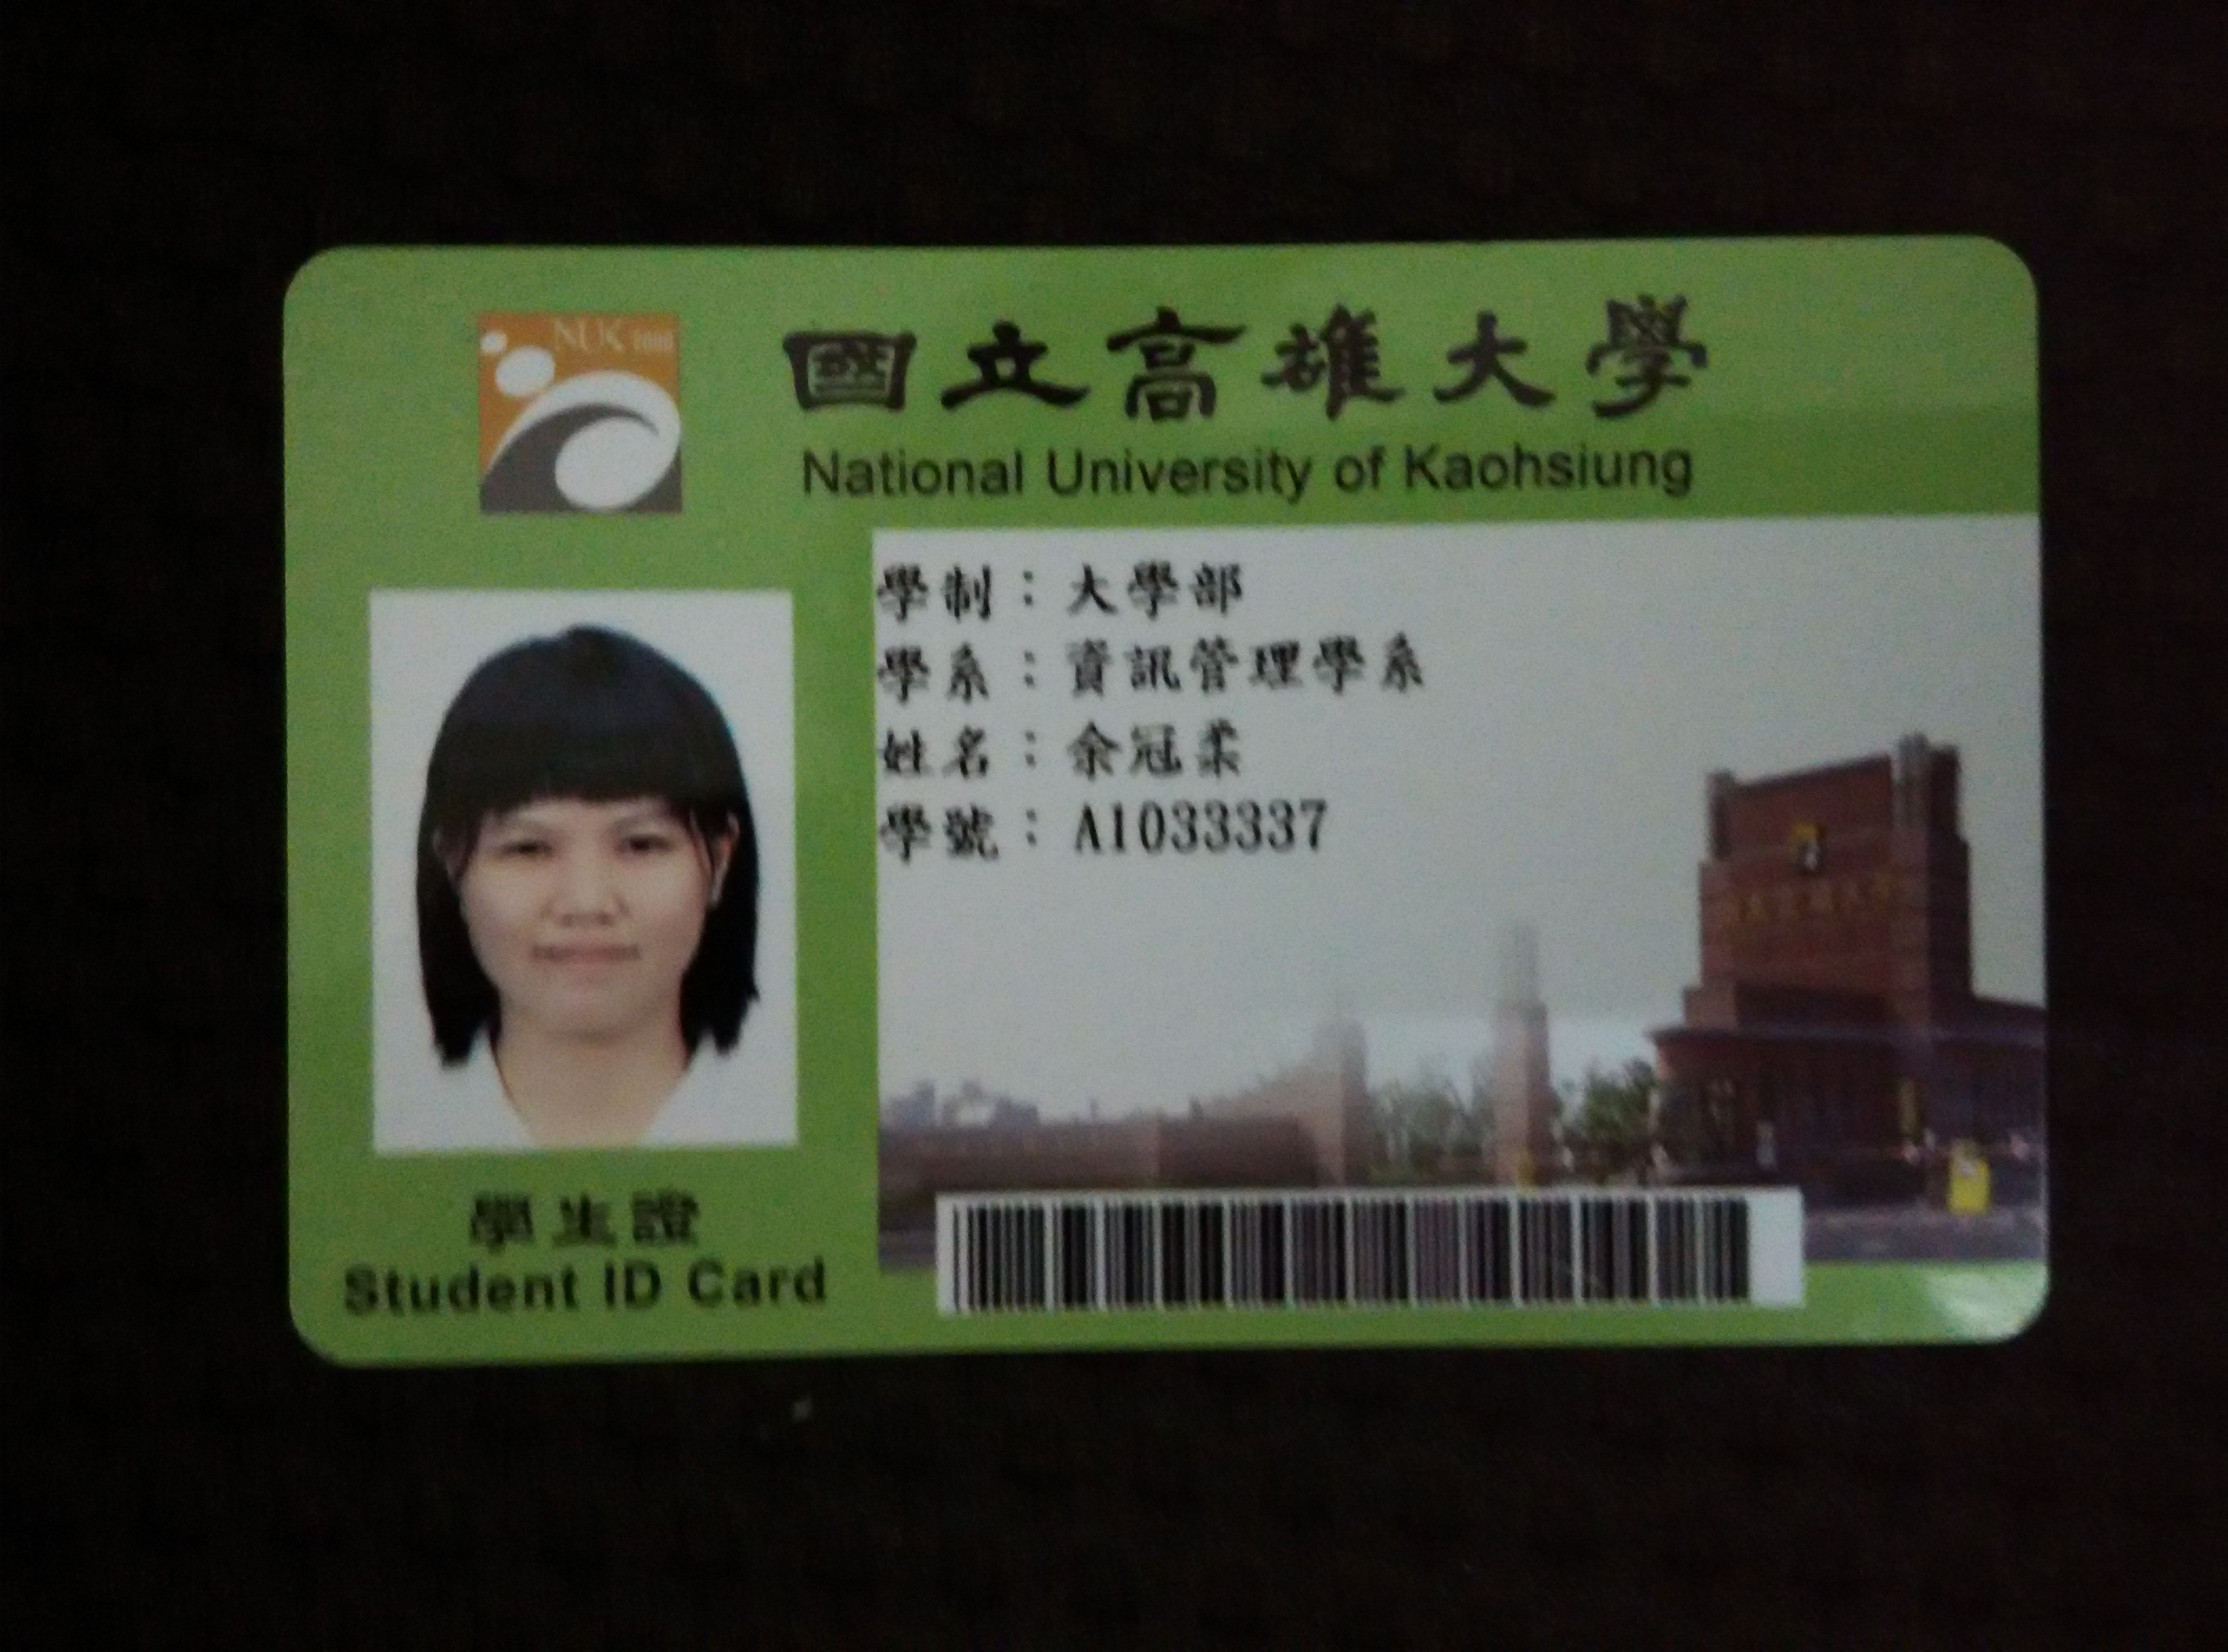 NUK 2000
國立高雄大學
National University of Kaohsiung
學制：大學部
學系：資訊管理學系
姓名：余冠柔
學號：A1033337
學生證
Student ID Card